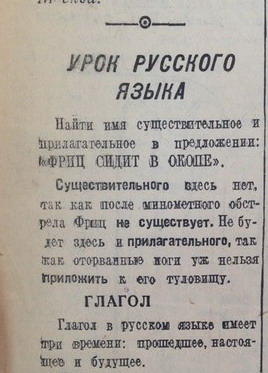 УРОК РУССКОГО
ЯЗЫКА
Найти имя существительное и
прилагательное в предложении:
«ФРИЦ СИДИТ В ОКОПЕ».
Существительного здесь нет,
так как после минометного обст-
рела Фриц не существует. Не бу-
дет здесь и прилагательного, так
как оторванные ноги уж нельзя
приложить к его туловищу.
ГЛАГОЛ
Глагол в русском языке имеет
три времени: прошедшее, настоя-
щее и будущее.